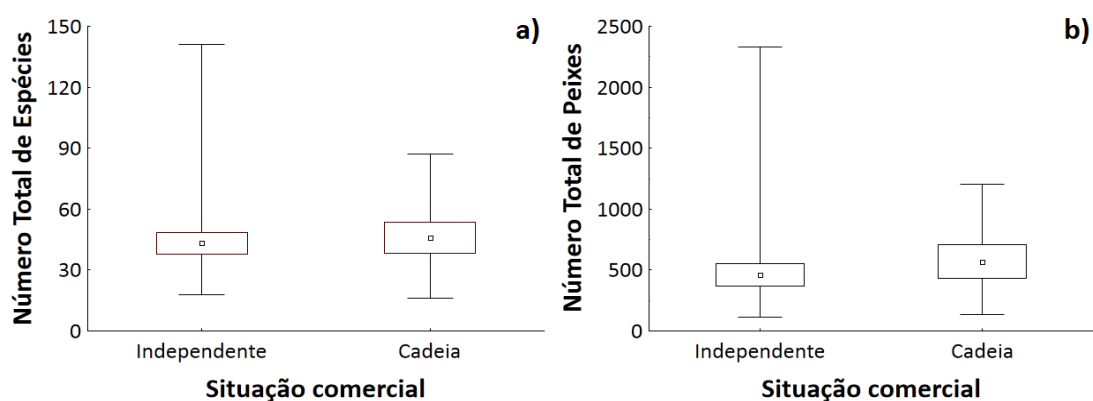 a)
Número Total de Espécies
150
120
90
60
30
0
Independente
Cadeia
Situação comercial
b)
Número Total de Peixes
2500
2000
1500
1000
500
0
Independente
Cadeia
Situação comercial